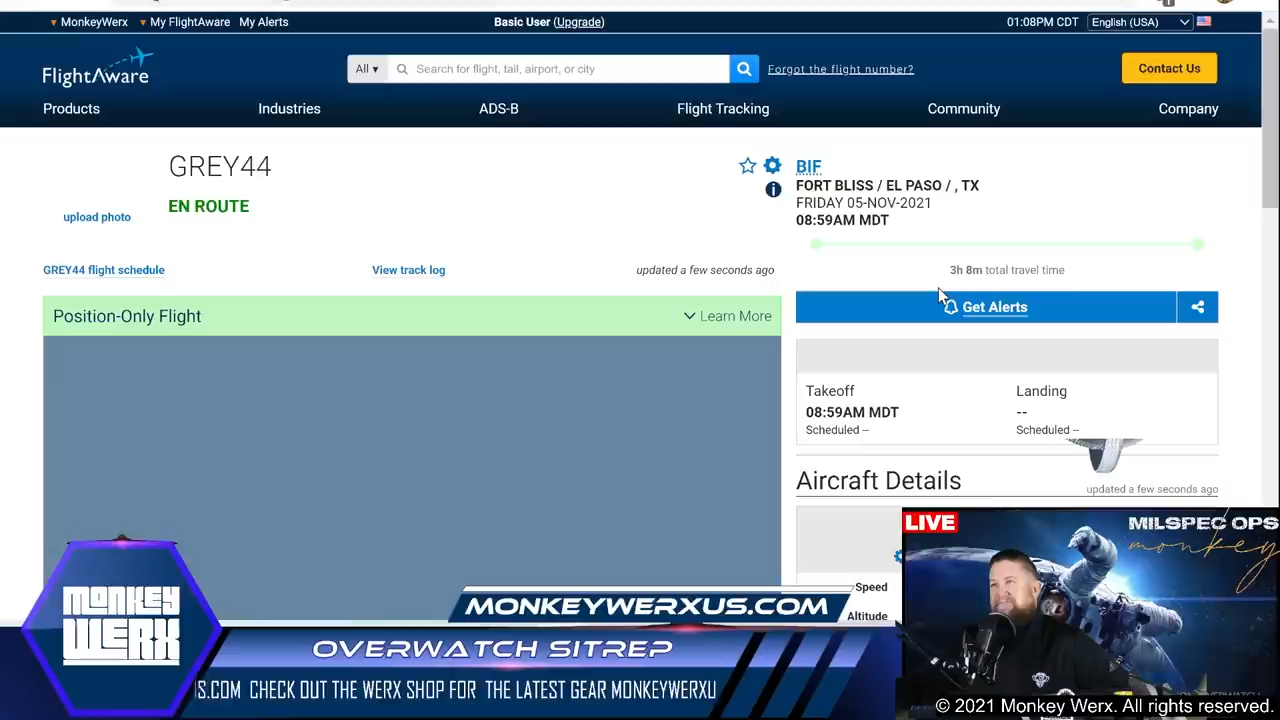 MonkeyWerx My FlightAware My Alerts Basic User (Upgrade) 01:08PM CDT English (USA)
FlightAware All Search for flight, tail, airport, or city Forgot the flight number? Contact Us
Products Industries ADS-B Flight Tracking Community Company
GREY44
EN ROUTE
upload photo
BIF
FORT BLISS / EL PASO / , TX
FRIDAY 05-NOV-2021
08:59AM MDT
GREY44 flight schedule View track log updated a few seconds ago
3h 8m total travel time
Get Alerts
Position-Only Flight Learn More
Takeoff Landing
08:59AM MDT --
Scheduled -- Scheduled --
Aircraft Details
updated a few seconds ago
Speed
Altitude
LIVE
MILSPEC OPS
monkey
MONKEY WERX
MONKEYWERXUS.COM
OVERWATCH SITREP
S.COM CHECK OUT THE WERX SHOP FOR THE LATEST GEAR MONKEYWERXU
© 2021 Monkey Werx. All rights reserved.